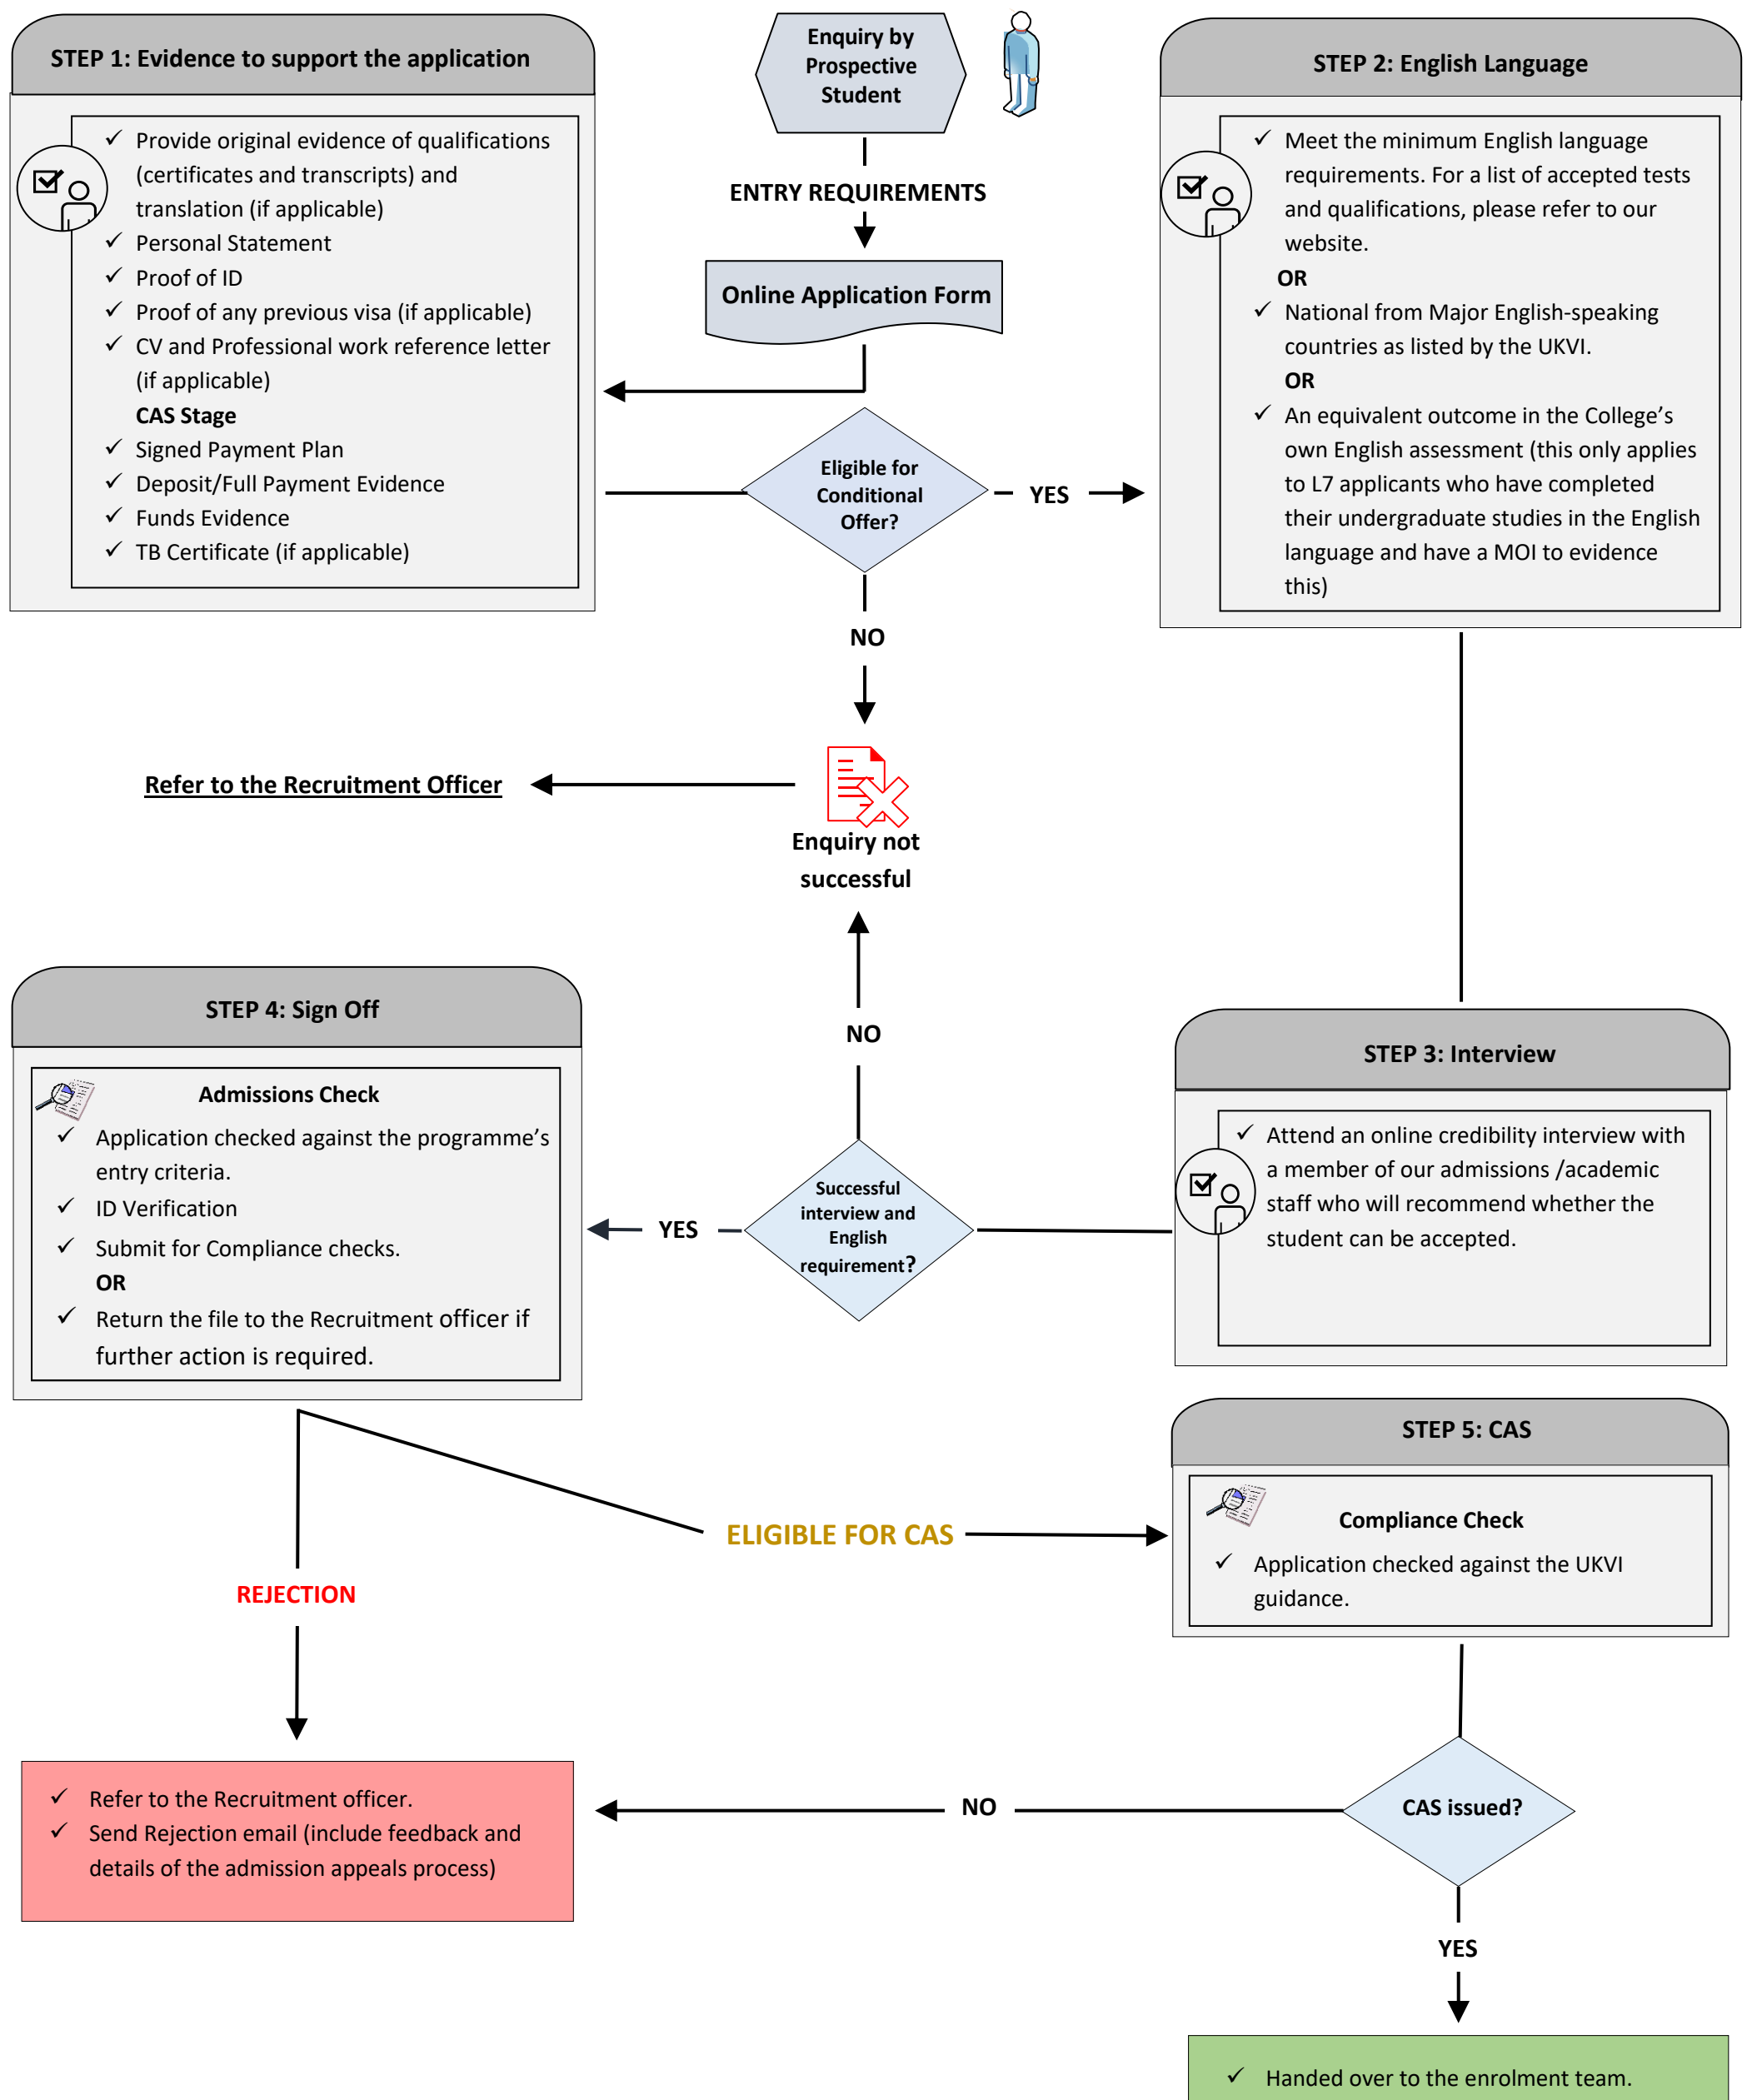 Enquiry by
Prospective
Student
ENTRY REQUIREMENTS
Online Application Form
STEP 1: Evidence to support the application
✓ Provide original evidence of qualifications
(certificates and transcripts) and
translation (if applicable)
✓ Personal Statement
✓ Proof of ID
✓ Proof of any previous visa (if applicable)
✓ CV and Professional work reference letter
(if applicable)
CAS Stage
✓ Signed Payment Plan
✓ Deposit/Full Payment Evidence
✓ Funds Evidence
✓ TB Certificate (if applicable)
Eligible for
Conditional
Offer?
YES
NO
STEP 2: English Language
✓ Meet the minimum English language
requirements. For a list of accepted tests
and qualifications, please refer to our
website.
OR
✓ National from Major English-speaking
countries as listed by the UKVI.
OR
✓ An equivalent outcome in the College’s
own English assessment (this only applies
to L7 applicants who have completed
their undergraduate studies in the English
language and have a MOI to evidence
this)
Refer to the Recruitment Officer
Enquiry not
successful
NO
STEP 3: Interview
✓ Attend an online credibility interview with
a member of our admissions /academic
staff who will recommend whether the
student can be accepted.
Successful
interview and
English
requirement?
YES
STEP 4: Sign Off
Admissions Check
✓ Application checked against the programme’s
entry criteria.
✓ ID Verification
✓ Submit for Compliance checks.
OR
✓ Return the file to the Recruitment officer if
further action is required.
ELIGIBLE FOR CAS
REJECTION
STEP 5: CAS
Compliance Check
✓ Application checked against the UKVI
guidance.
CAS issued?
NO
✓ Refer to the Recruitment officer.
✓ Send Rejection email (include feedback and
details of the admission appeals process)
YES
✓ Handed over to the enrolment team.